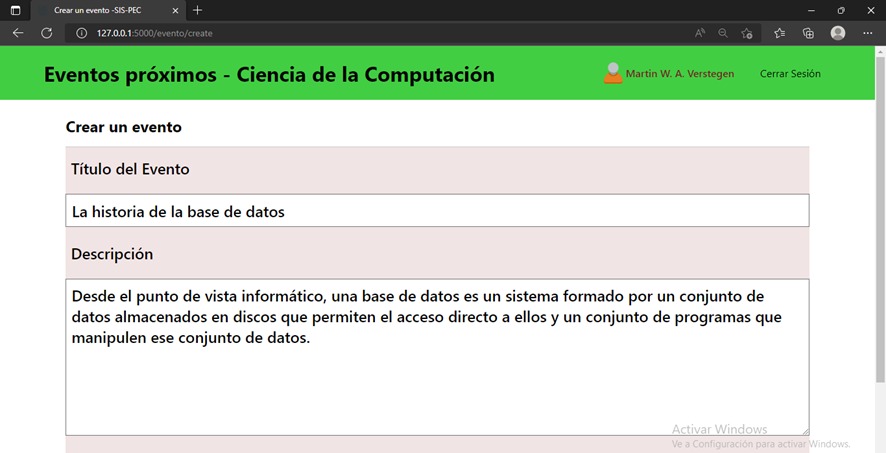 Crear un evento -SIS-PEC
127.0.0.1:5000/evento/create
Eventos próximos - Ciencia de la Computación
Martin W. A. Verstegen
Cerrar Sesión
Crear un evento
Título del Evento
La historia de la base de datos
Descripción
Desde el punto de vista informático, una base de datos es un sistema formado por un conjunto de
datos almacenados en discos que permiten el acceso directo a ellos y un conjunto de programas que
manipulen ese conjunto de datos.
Activar Windows
Ve a Configuración para activar Windows.